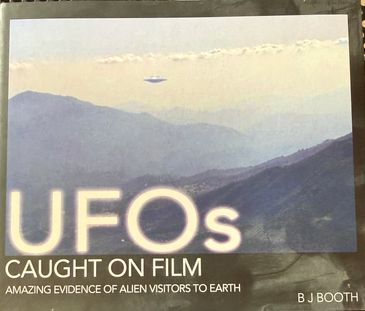 UFOs
CAUGHT ON FILM
AMAZING EVIDENCE OF ALIEN VISITORS TO EARTH
B J BOOTH